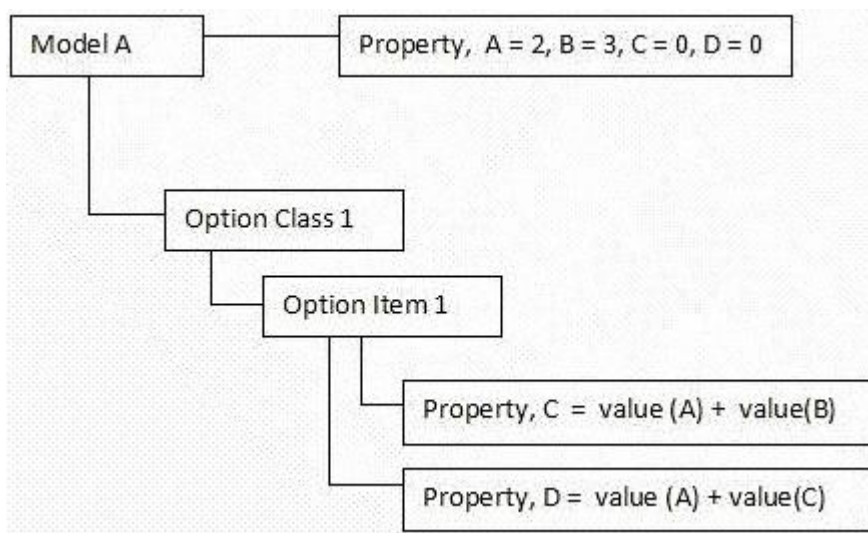 Model A
Property, A = 2, B = 3, C = 0, D = 0
Option Class 1
Option Item 1
Property, C = value (A) + value(B)
Property, D = value (A) + value(C)